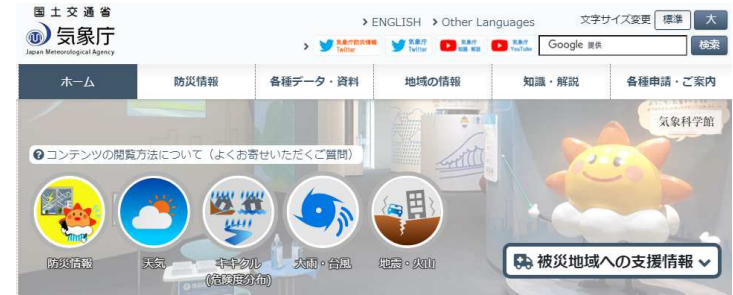 国土交通省
気象庁
Japan Meteorological Agency
ENGLISH Other Languages
文字サイズ変更 標準 大
気象庁防災情報 Twitter
気象庁 Twitter
気象庁 知識・解説
気象庁 YouTube
Google 提供
検索
ホーム 防災情報 各種データ・資料 地域の情報 知識・解説 各種申請・ご案内
気象科学館
コンテンツの閲覧方法について（よくお寄せいただくご質問）
防災情報
天気
キキクル
(危険度分布)
大雨・台風
地震・火山
被災地域への支援情報